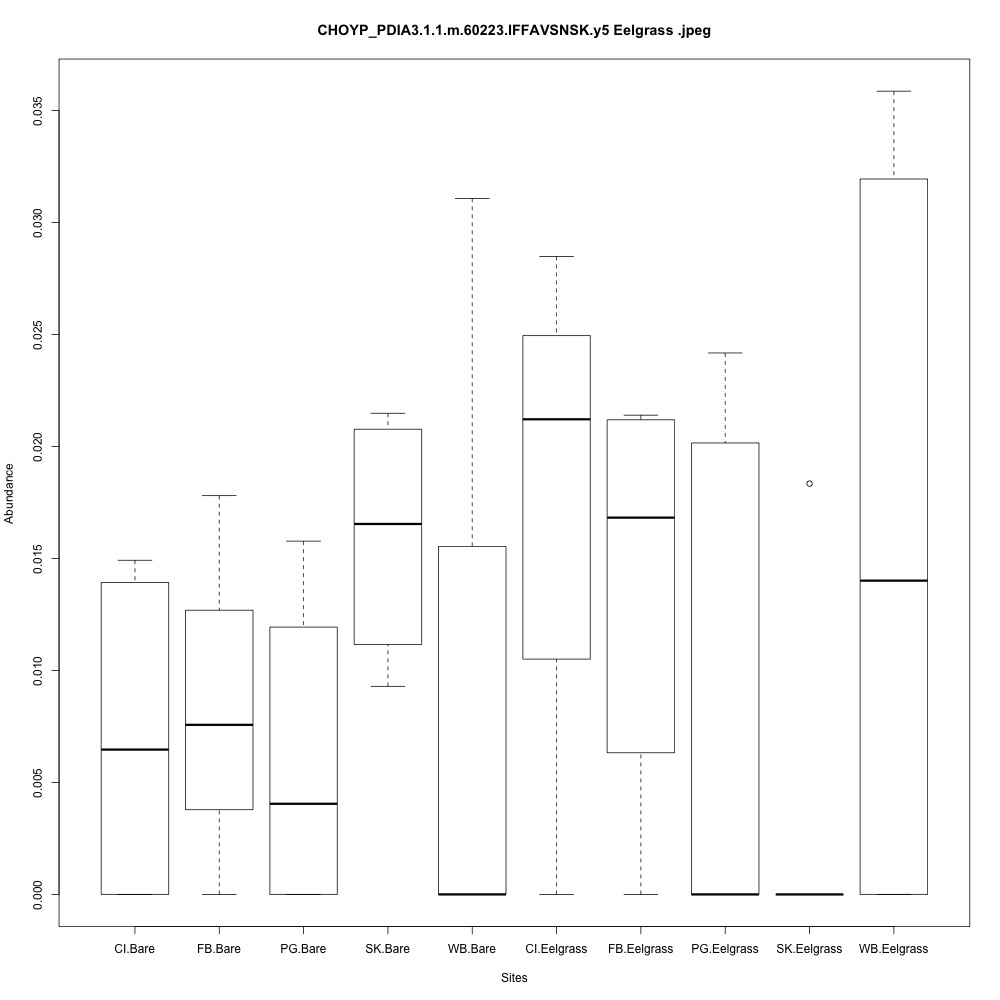 CHOYP_PDIA3.1.1.m.60223.IFFAVSNSK.y5 Eelgrass .jpeg
0.035
0.030
0.025
0.020
0.015
0.010
0.005
0.000
Abundance
CI.Bare FB.Bare PG.Bare SK.Bare WB.Bare CI.Eelgrass FB.Eelgrass PG.Eelgrass SK.Eelgrass WB.Eelgrass
Sites